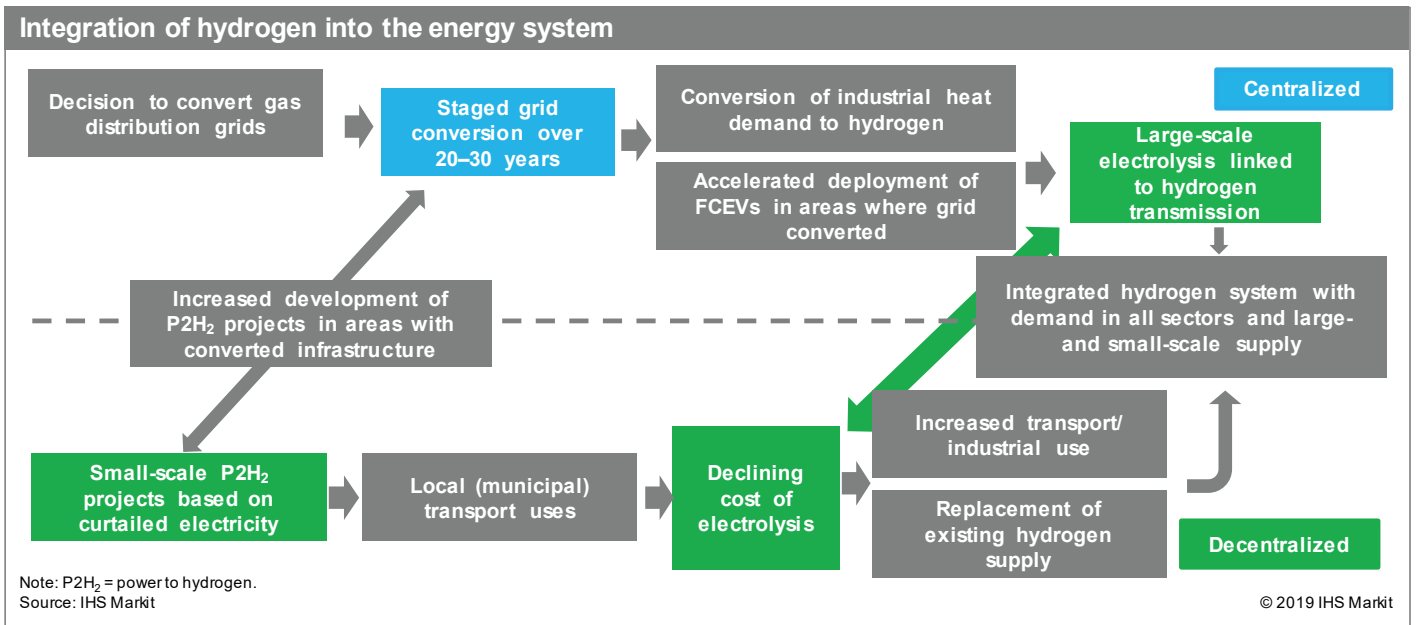 Integration of hydrogen into the energy system
Decision to convert gas
distribution grids
Staged grid
conversion over
20–30 years
Conversion of industrial heat
demand to hydrogen
Accelerated deployment of
FCEVs in areas where grid
converted
Centralized
Large-scale
electrolysis linked
to hydrogen
transmission
Increased development of
P2H₂ projects in areas with
converted infrastructure
Integrated hydrogen system with
demand in all sectors and large-
and small-scale supply
Small-scale P2H₂
projects based on
curtailed electricity
Local (municipal)
transport uses
Declining
cost of
electrolysis
Increased transport/
industrial use
Replacement of
existing hydrogen
supply
Decentralized
Note: P2H₂ = power to hydrogen.
Source: IHS Markit
© 2019 IHS Markit